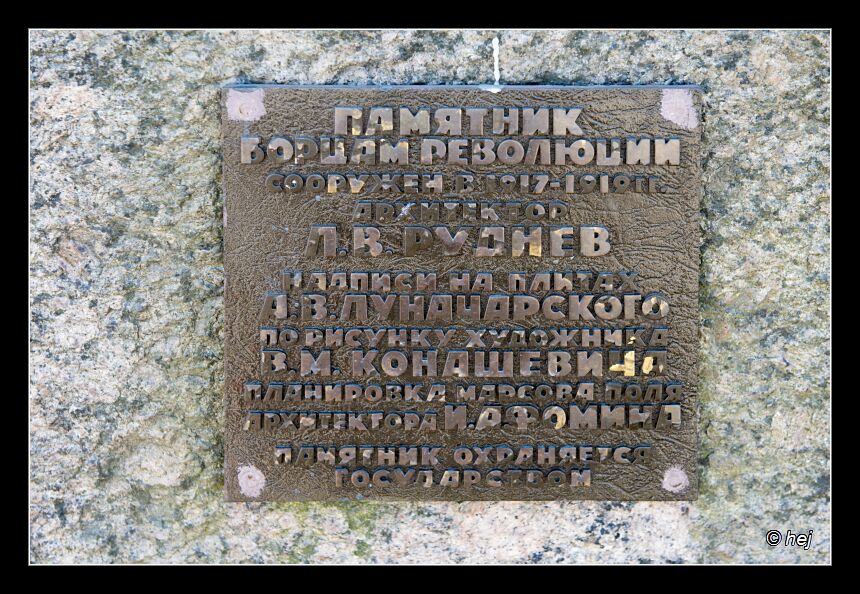 ПАМЯТНИК
БОРЦАМ РЕВОЛЮЦИИ
СООРУЖЕН В 1917-1919 ГГ.
АРХИТЕКТОР
Л.В. РУДНЕВ
НАДПИСИ НА ПЛИТАХ
А.В. ЛУНАЧАРСКОГО
ПО РИСУНКУ ХУДОЖНИКА
В.М. КОНАШЕВИЧА
ПЛАНИРОВКА МАРСОВА ПОЛЯ
АРХИТЕКТОРА И.А.ФОМИНА
ПАМЯТНИК ОХРАНЯЕТСЯ
ГОСУДАРСТВОМ
© hej